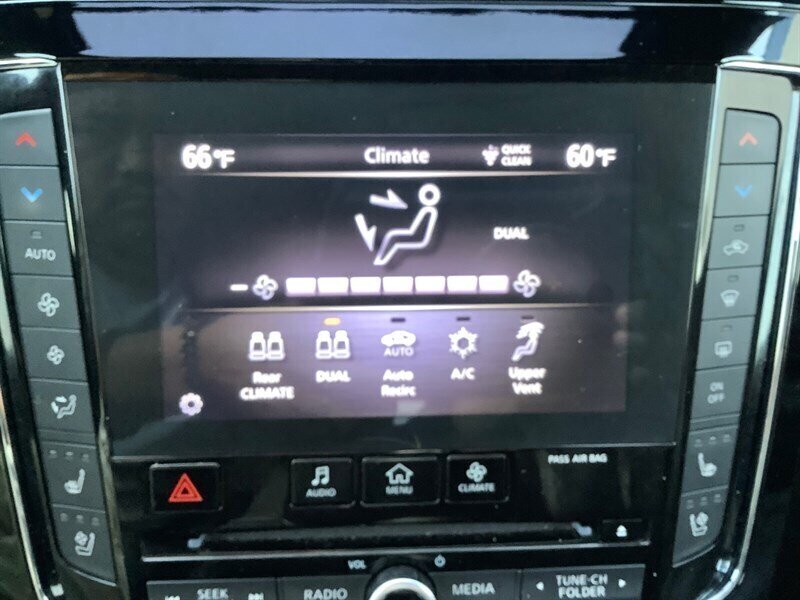 66°F Climate QUICK CLEAN 60°F
DUAL
AUTO
Rear CLIMATE
DUAL
AUTO
Auto Recirc
A/C
Upper Vent
ON OFF
PASS AIR BAG
AUDIO
MENU
CLIMATE
VOL
SEEK
RADIO
MEDIA
TUNE·CH FOLDER